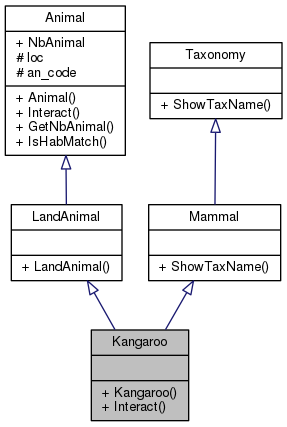 Animal
+ NbAnimal
# loc
# an_code
+ Animal()
+ Interact()
+ GetNbAnimal()
+ IsHabMatch()
Taxonomy
+ ShowTaxName()
LandAnimal
+ LandAnimal()
Mammal
+ ShowTaxName()
Kangaroo
+ Kangaroo()
+ Interact()